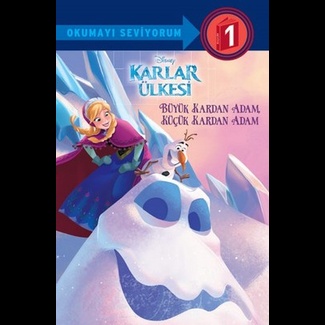 OKUMAYI SEVİYORUM
1
Disney
KARLAR
ÜLKESİ
BÜYÜK KARDAN ADAM,
KÜÇÜK KARDAN ADAM